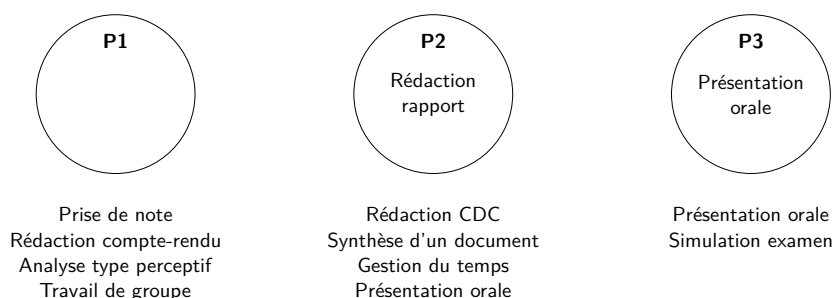 P1
Prise de note
Rédaction compte-rendu
Analyse type perceptif
Travail de groupe
P2
Rédaction
rapport
Rédaction CDC
Synthèse d'un document
Gestion du temps
Présentation orale
P3
Présentation
orale
Présentation orale
Simulation examen